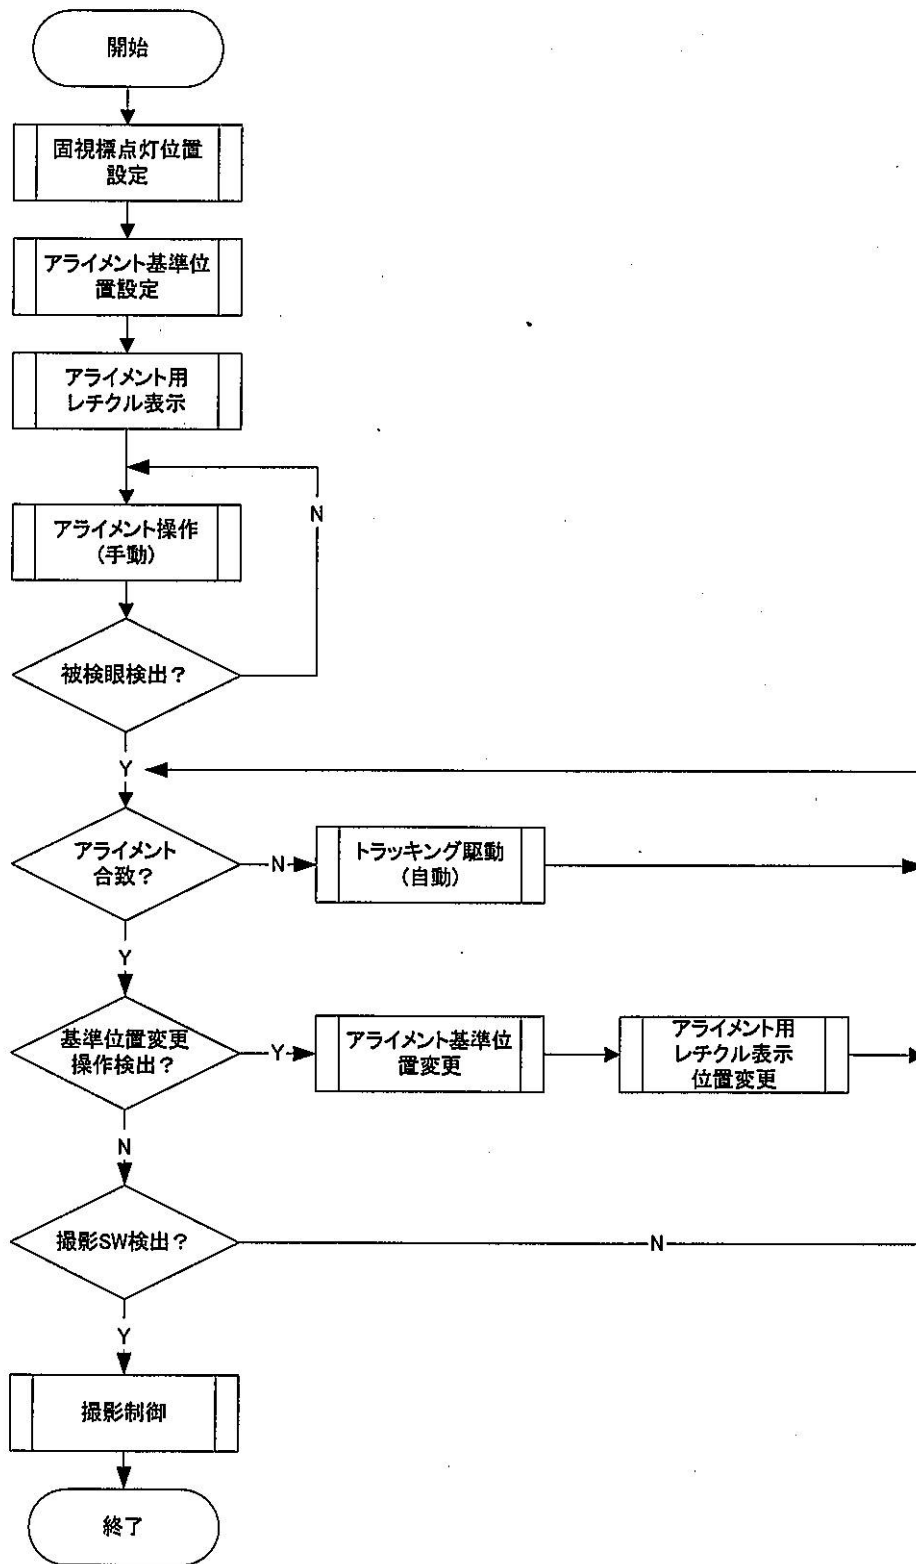 開始
固視標点灯位置
設定
アライメント基準位
置設定
アライメント用
レチクル表示
N
アライメント操作
(手動)
被検眼検出?
Y
アライメント
合致?
N
トラッキング駆動
(自動)
Y
基準位置変更
操作検出?
Y
アライメント基準位
置変更
アライメント用
レチクル表示
位置変更
N
撮影SW検出?
N
Y
撮影制御
終了